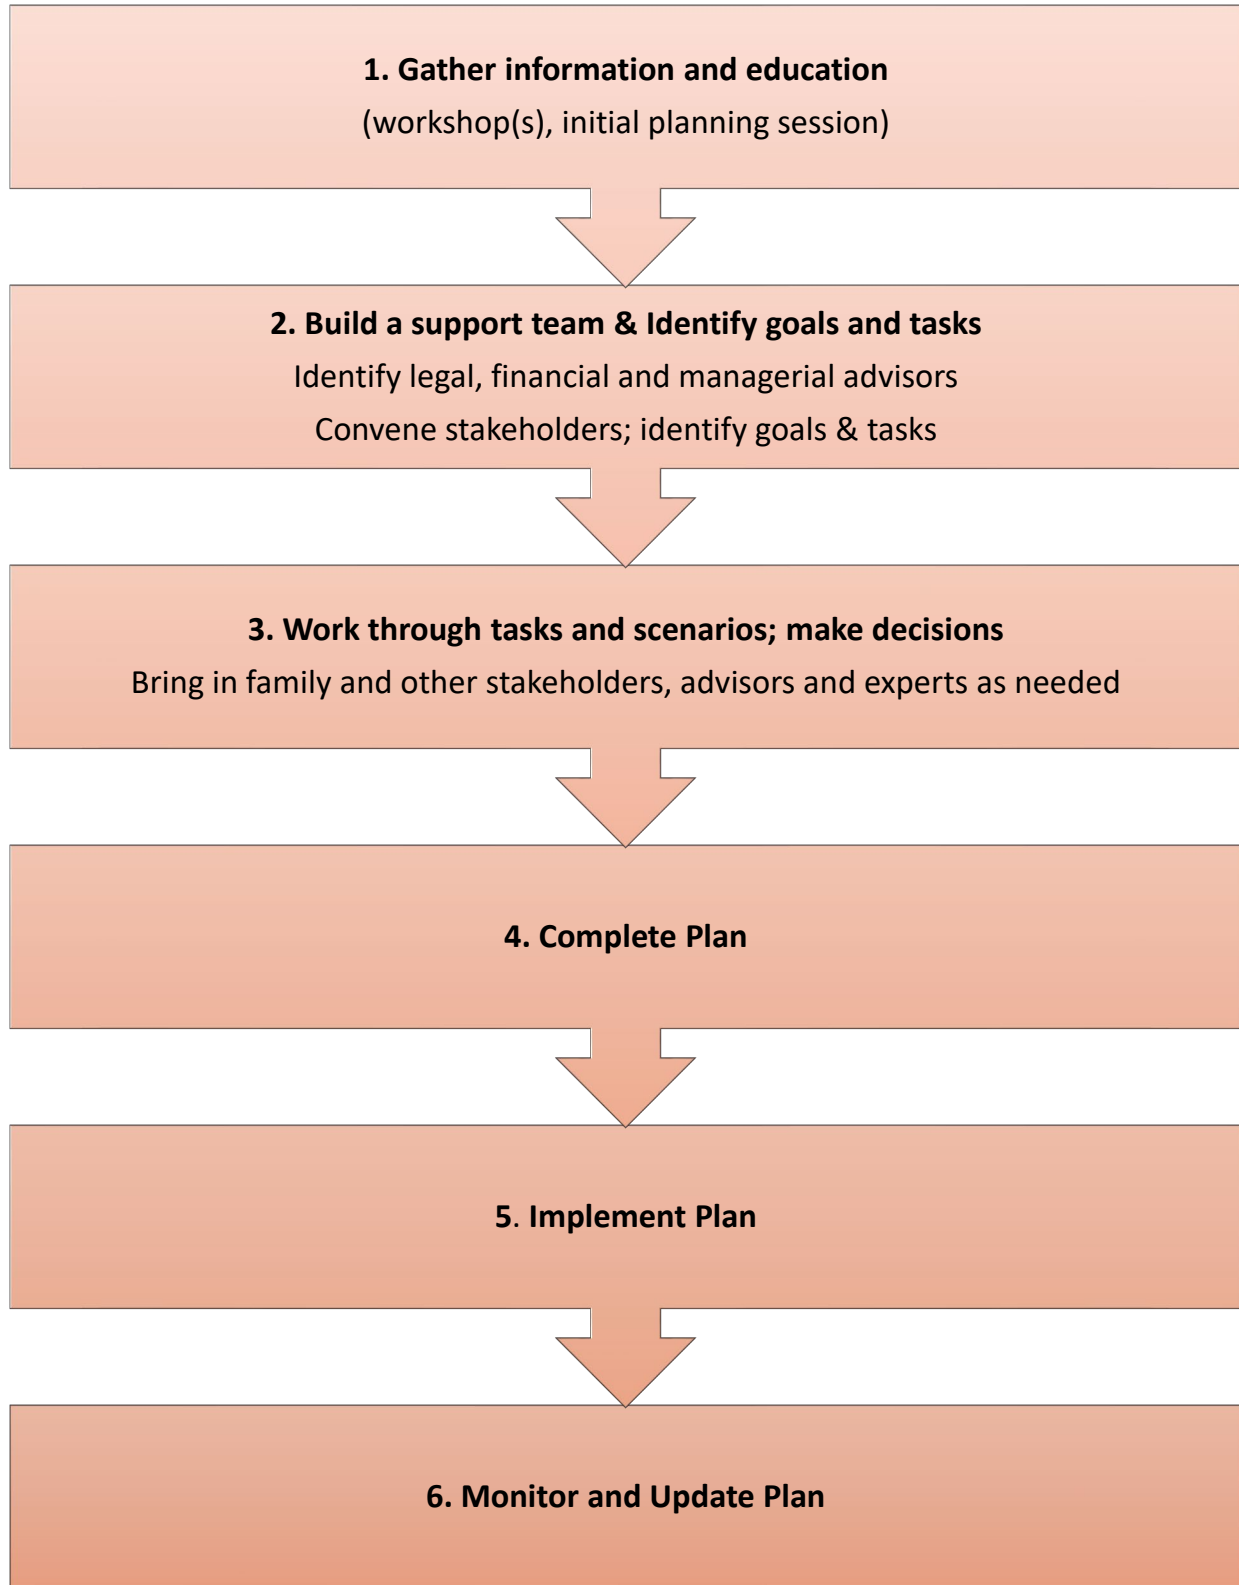 1. Gather information and education
(workshop(s), initial planning session)
2. Build a support team & Identify goals and tasks
Identify legal, financial and managerial advisors
Convene stakeholders; identify goals & tasks
3. Work through tasks and scenarios; make decisions
Bring in family and other stakeholders, advisors and experts as needed
4. Complete Plan
5. Implement Plan
6. Monitor and Update Plan